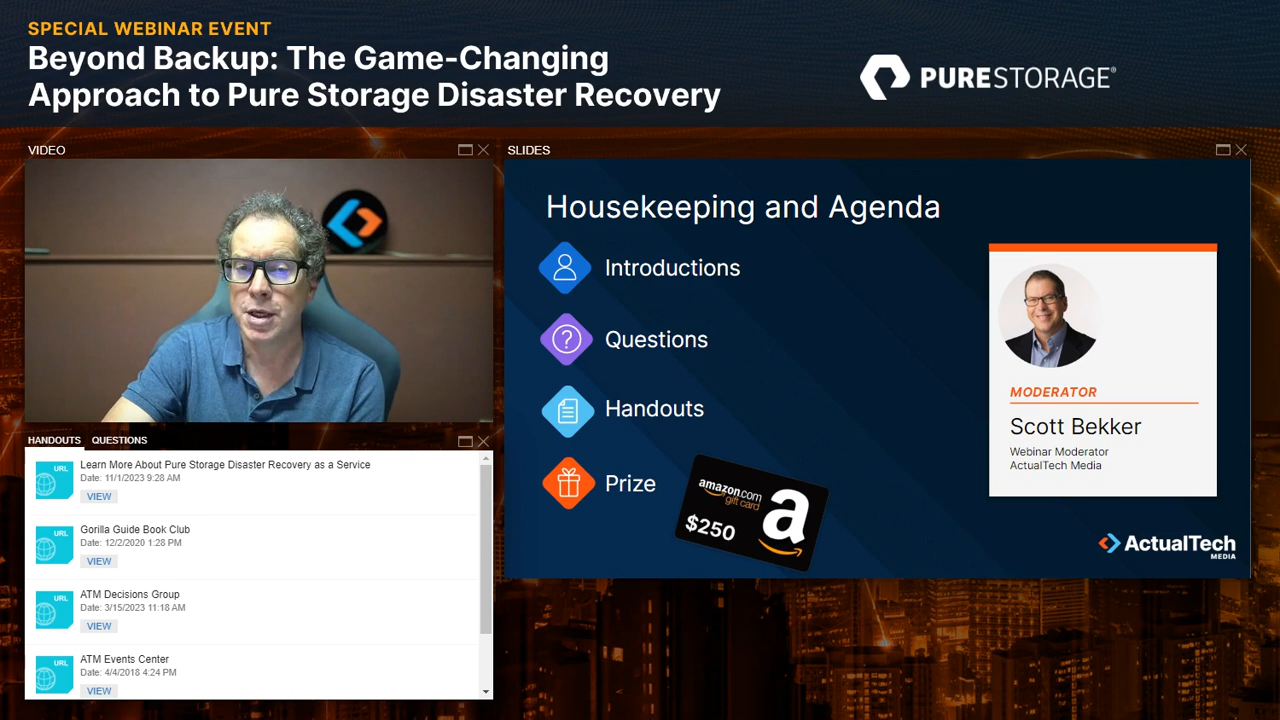 SPECIAL WEBINAR EVENT
Beyond Backup: The Game-Changing
Approach to Pure Storage Disaster Recovery
PURESTORAGE®
VIDEO
SLIDES
Housekeeping and Agenda
Introductions
Questions
Handouts
Prize
amazon.com
gift card
$250
a
MODERATOR
Scott Bekker
Webinar Moderator
ActualTech Media
ActualTech
MEDIA
HANDOUTS QUESTIONS
URL
Learn More About Pure Storage Disaster Recovery as a Service
Date: 11/1/2023 9:28 AM
VIEW
URL
Gorilla Guide Book Club
Date: 12/2/2020 1:28 PM
VIEW
URL
ATM Decisions Group
Date: 3/15/2023 11:18 AM
VIEW
URL
ATM Events Center
Date: 4/4/2018 4:24 PM
VIEW